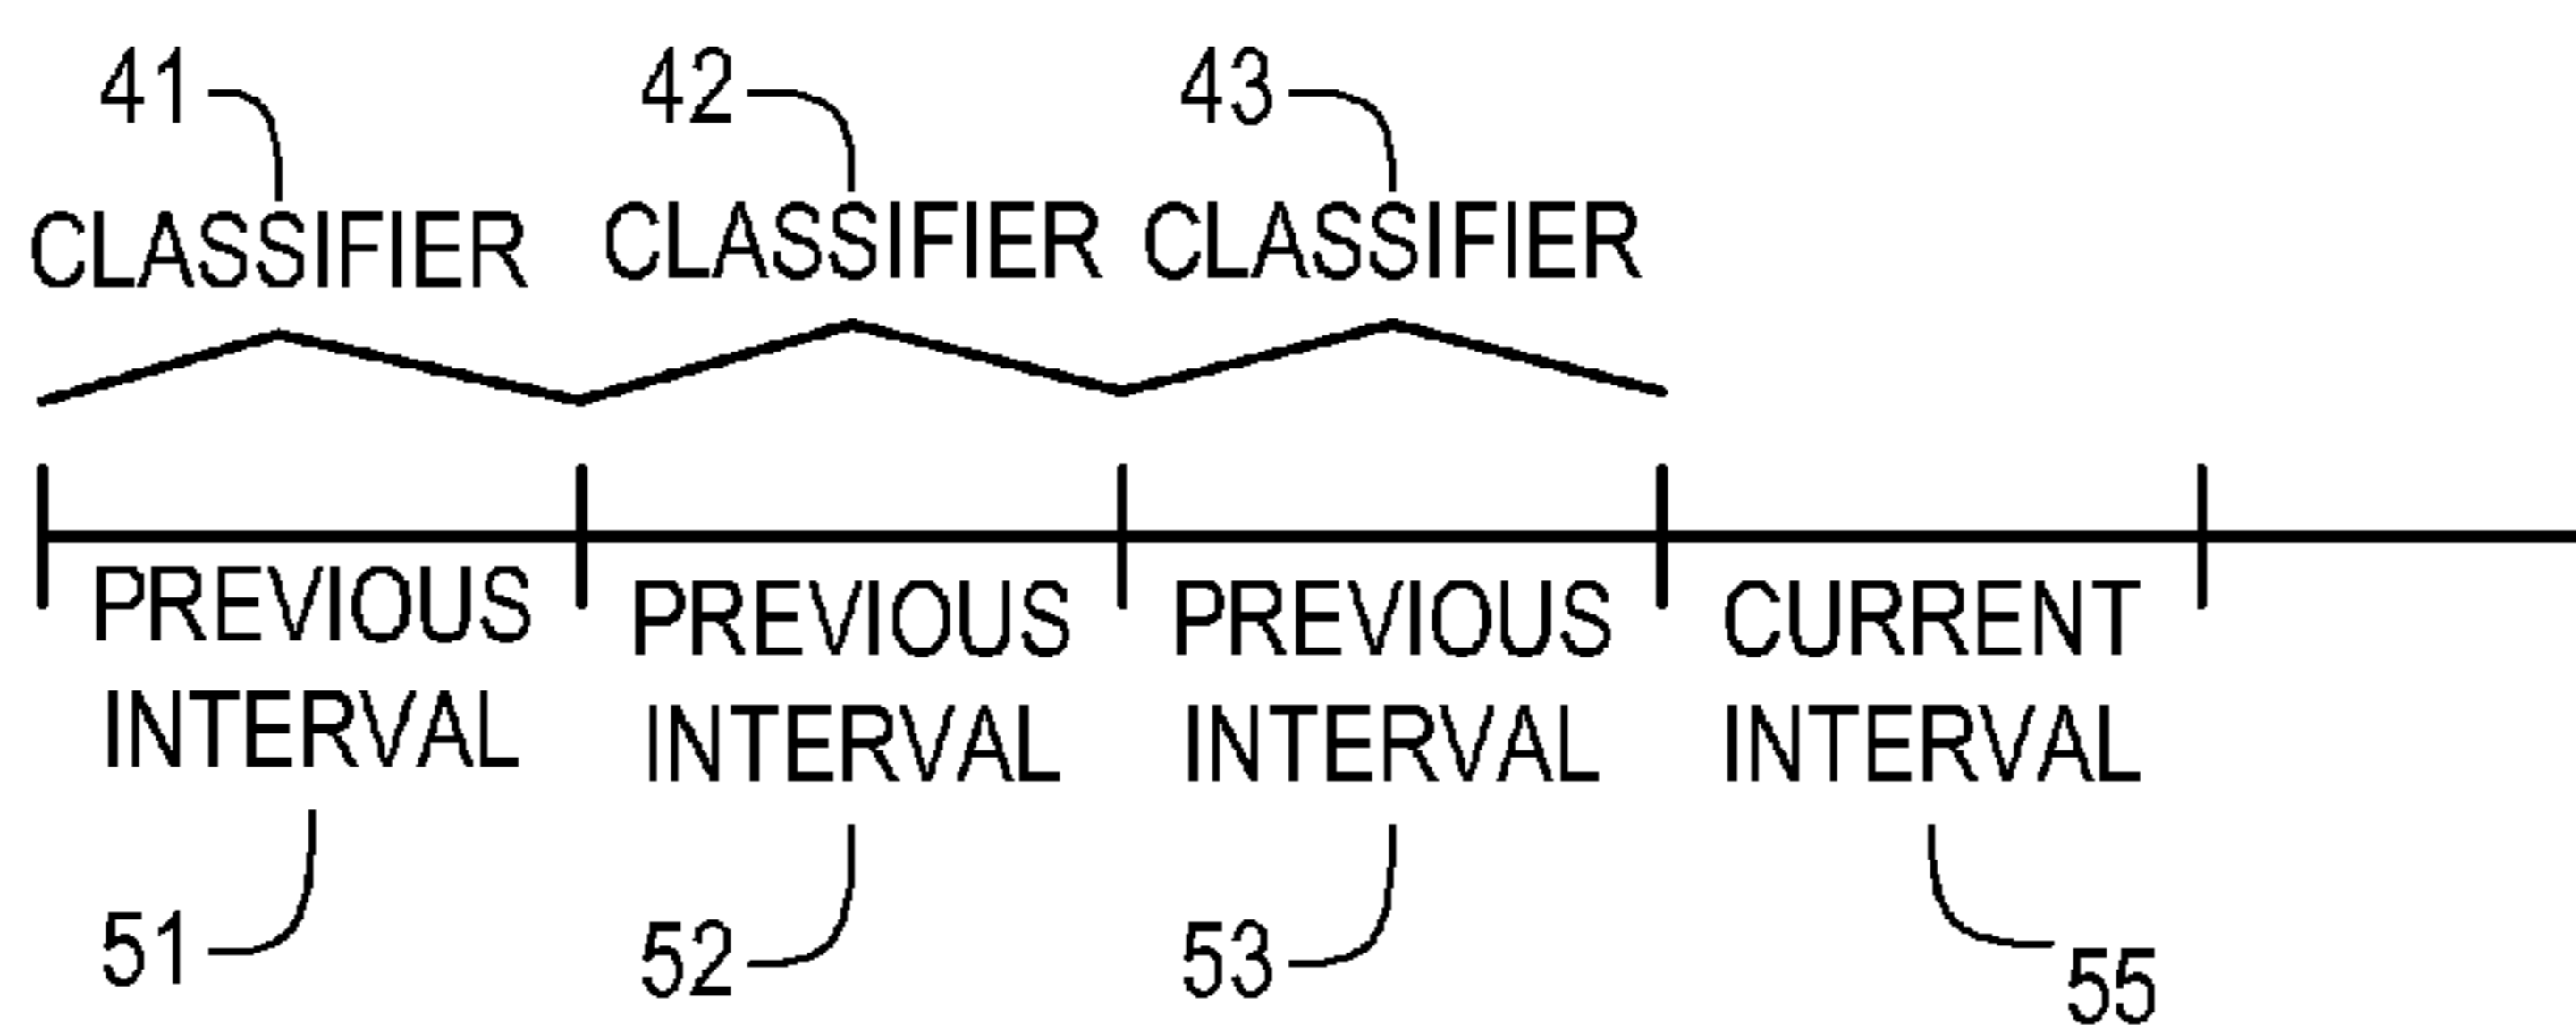 41 42 43
CLASSIFIER CLASSIFIER CLASSIFIER
PREVIOUS PREVIOUS PREVIOUS CURRENT
INTERVAL INTERVAL INTERVAL INTERVAL
51 52 53 55